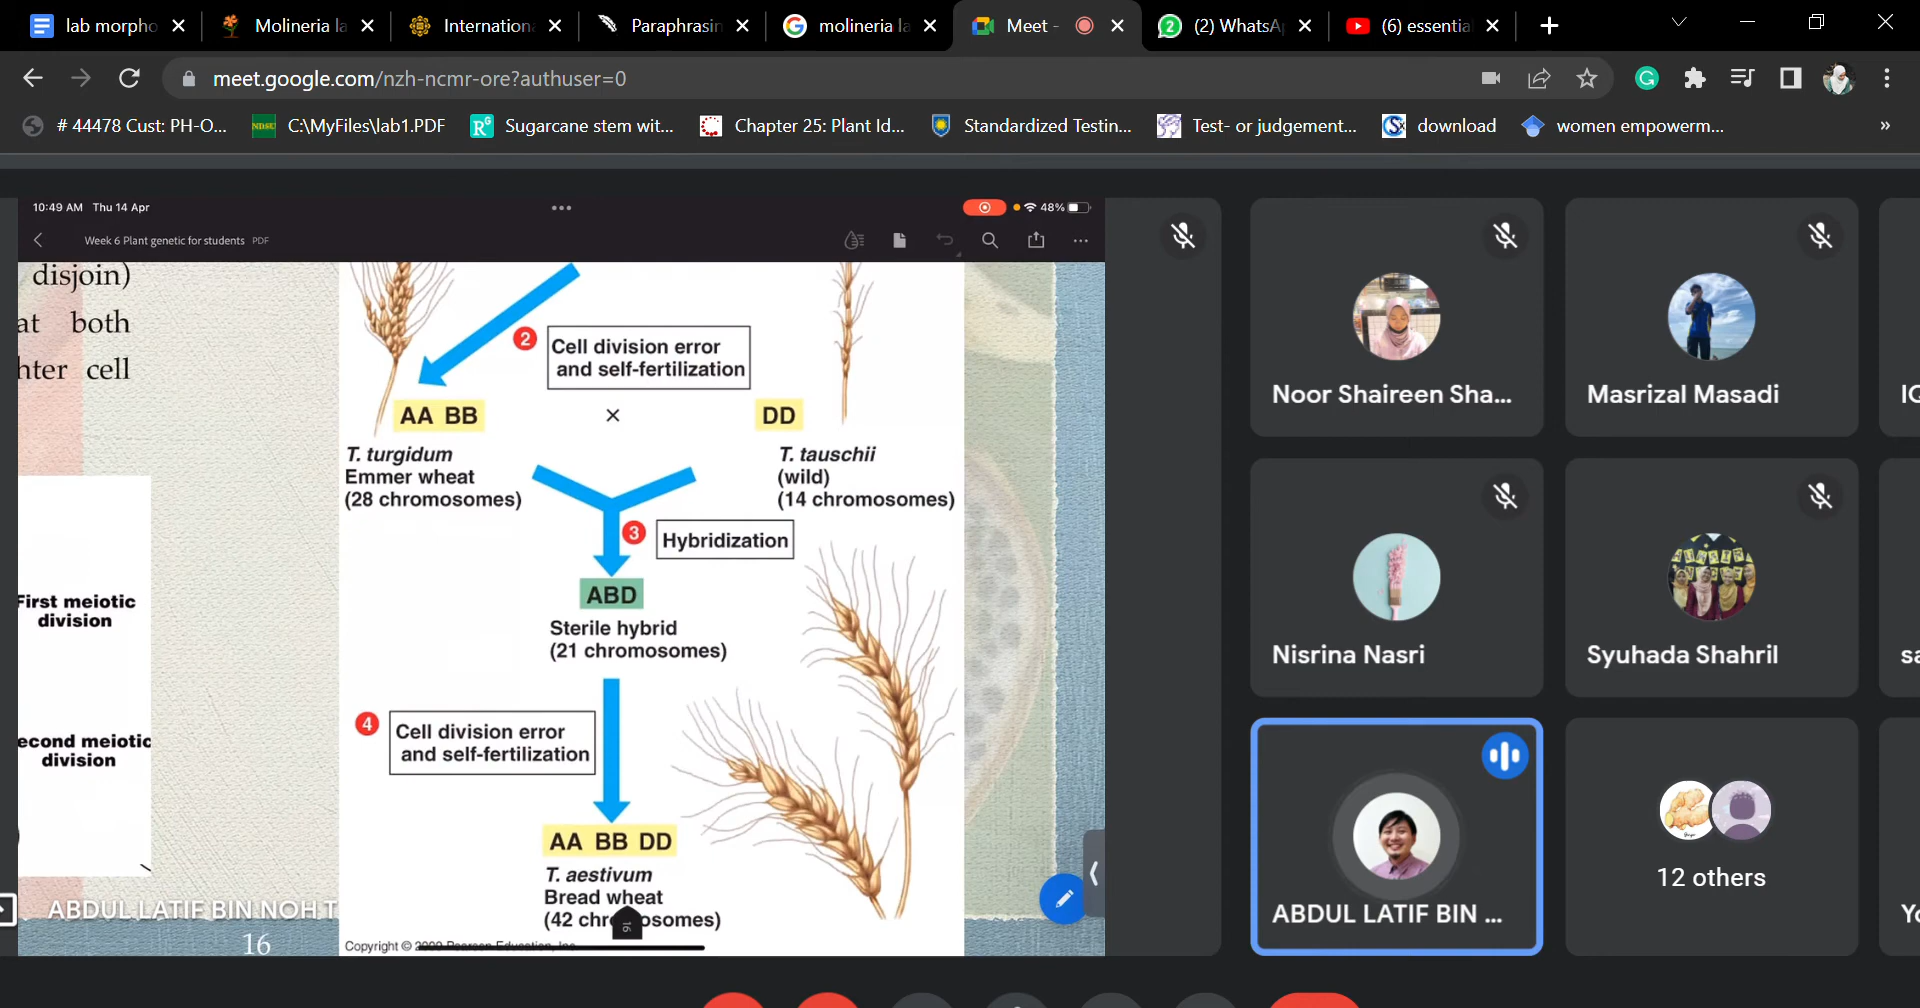 lab morpho
Molineria la
Internationa
Paraphrasin
molineria la
Meet -
(2) WhatsA
(6) essentia
meet.google.com/nzh-ncmr-ore?authuser=0
# 44478 Cust: PH-O...
C:\MyFiles\lab1.PDF
Sugarcane stem wit...
Chapter 25: Plant Id...
Standardized Testin...
Test- or judgement...
download
women empowerm...
»
10:49 AM Thu 14 Apr
48%
Week 6 Plant genetic for students PDF
disjoin)
at both
hter cell
First meiotic
division
econd meiotic
division
2
Cell division error
and self-fertilization
AA BB
×
DD
T. turgidum
Emmer wheat
(28 chromosomes)
T. tauschii
(wild)
(14 chromosomes)
3
Hybridization
ABD
Sterile hybrid
(21 chromosomes)
4
Cell division error
and self-fertilization
AA BB DD
T. aestivum
Bread wheat
(42 chr osomes)
16
Copyright ©
ABDUL LATIF BIN NOH T
16
Noor Shaireen Sha...
Masrizal Masadi
Nisrina Nasri
Syuhada Shahril
ABDUL LATIF BIN ...
12 others